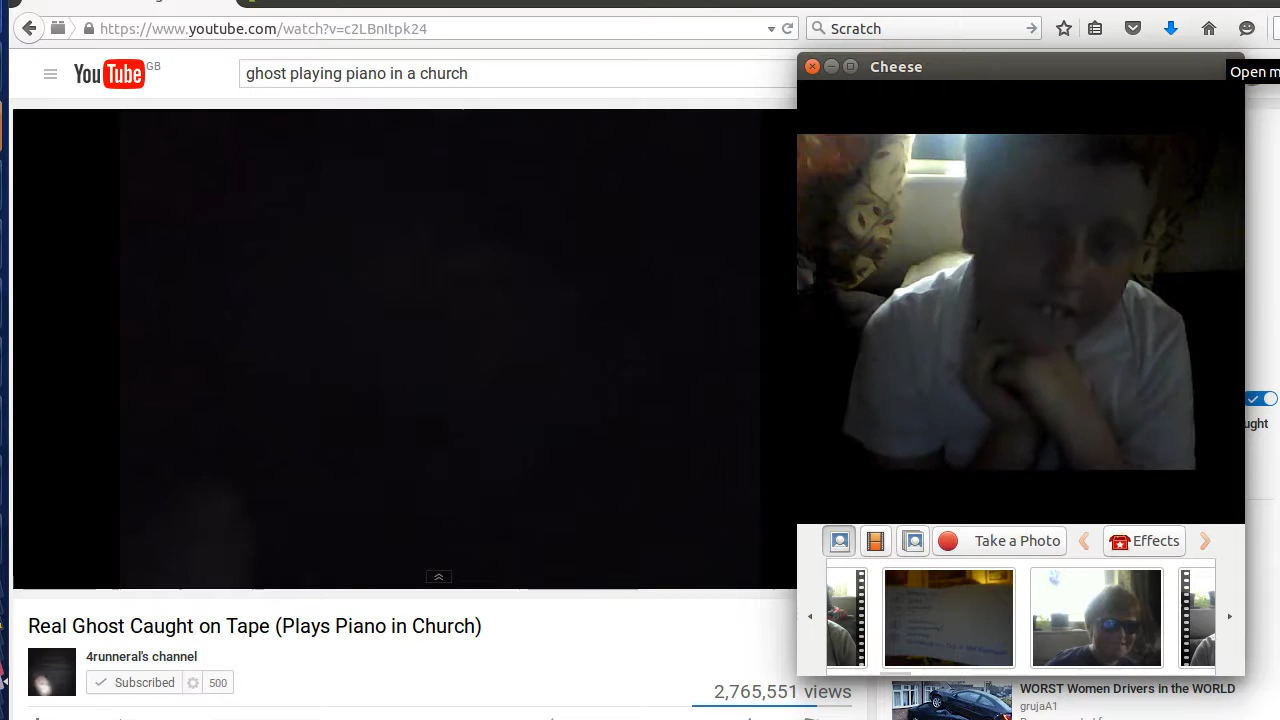 https://www.youtube.com/watch?v=c2LBnItpk24
Scratch
YouTube GB
ghost playing piano in a church
Cheese
Open m
ught
Take a Photo
Effects
Real Ghost Caught on Tape (Plays Piano in Church)
4runneral's channel
Subscribed
500
2,765,551 views
WORST Women Drivers in the WORLD
grujaA1